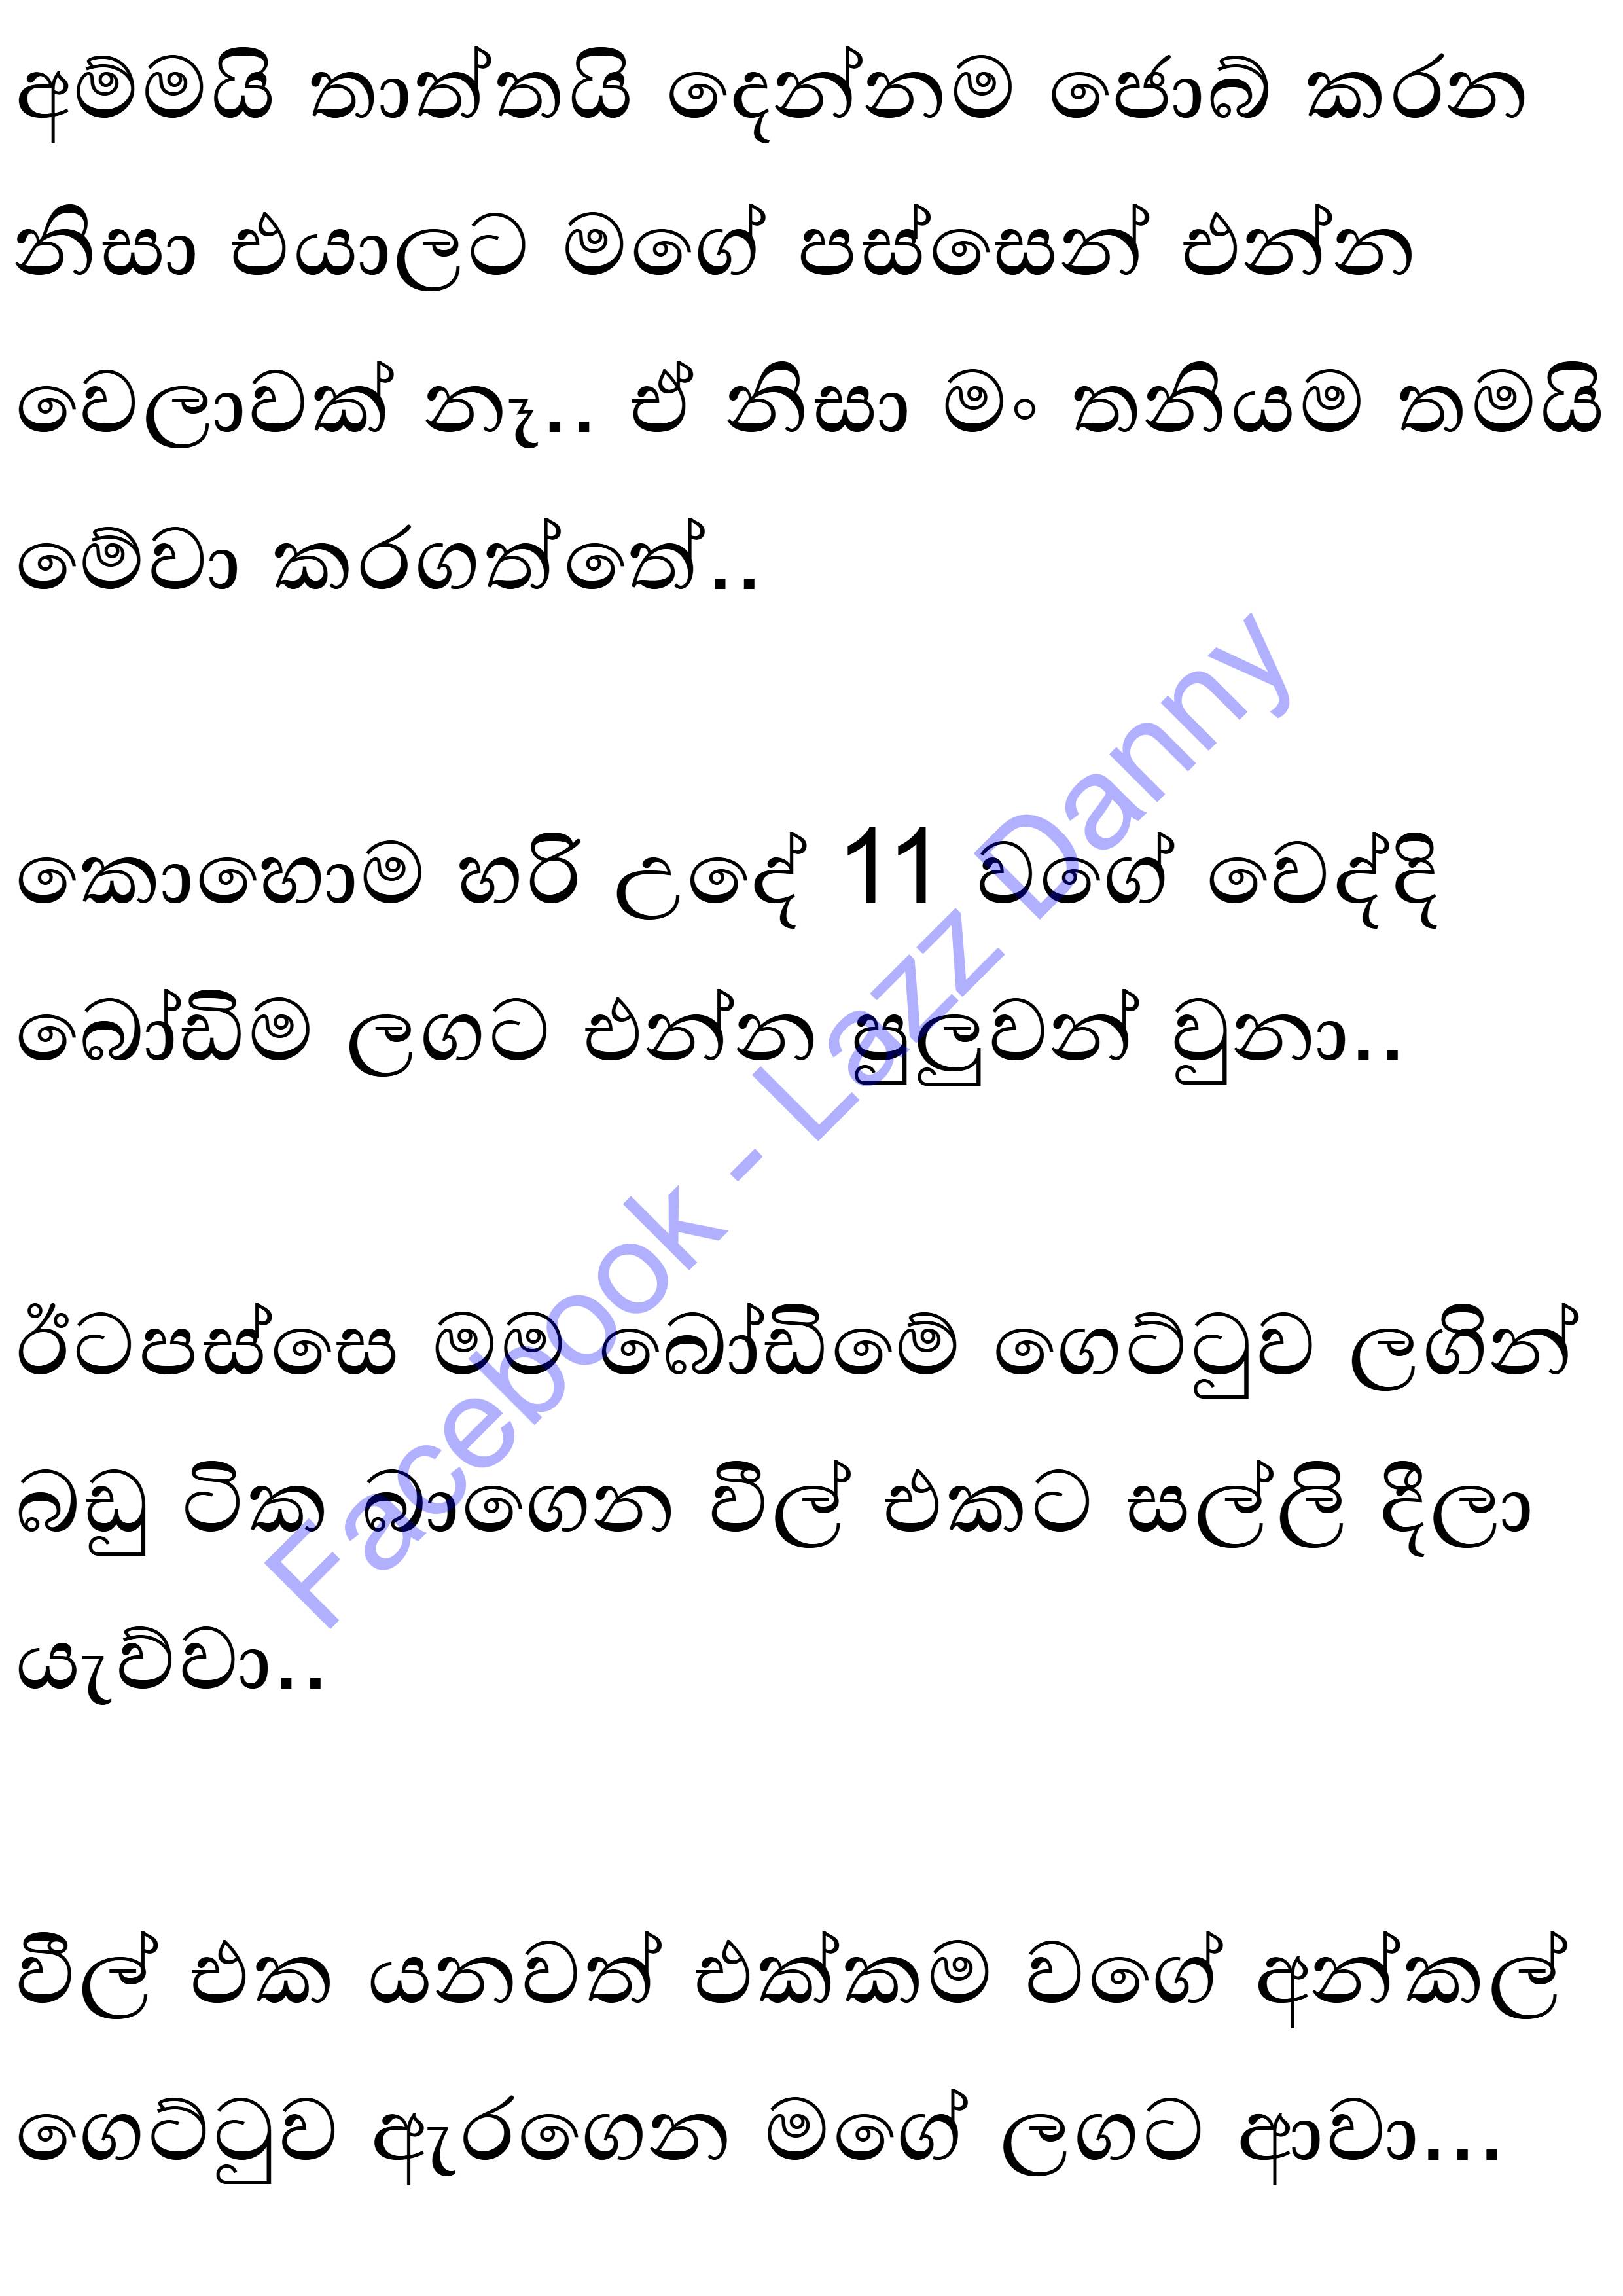 අම්මයි තාත්තයි දෙන්නම ජොබ් කරන
නිසා එයාලට මගේ පස්සෙන් එන්න
වෙලාවක් නෑ.. ඒ නිසා මං තනියම තමයි
මේවා කරගත්තේ..
කොහොම හරි උදේ 11 වගේ වෙද්දි
බෝඩිම ලගට එන්න පුලුවන් වුනා..
ඊටපස්සෙ මම බෝඩිමේ ගෙට්ටුව ලගින්
බඩු ටික බාගෙන වීල් එකට සල්ලි දීලා
යැව්වා..
වීල් එක යනවත් එක්කම වගේ අන්කල්
ගෙට්ටුව ඇරගෙන මගේ ලගට ආවා...
Facebook - Lazz Danny